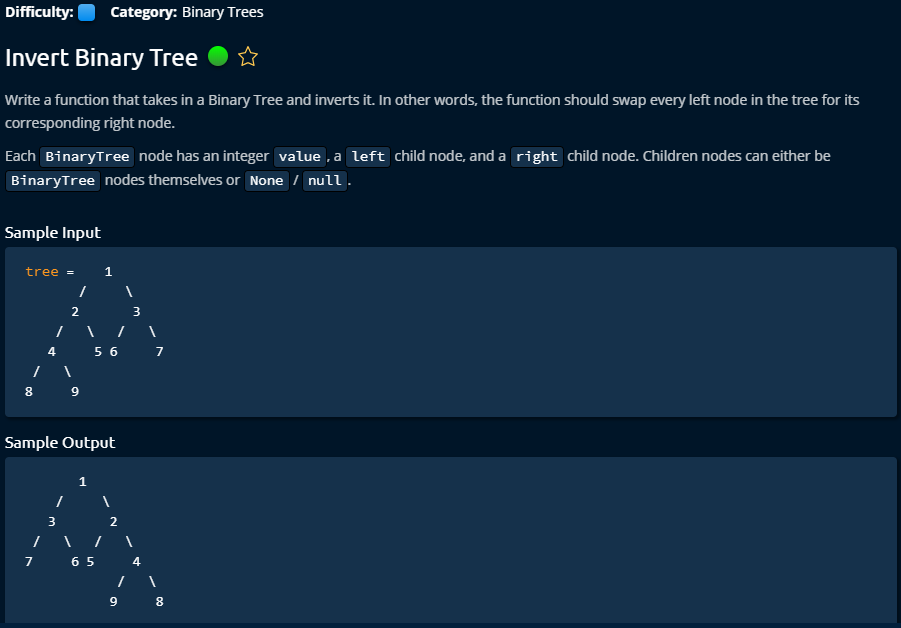 Difficulty: Category: Binary Trees
Invert Binary Tree
Write a function that takes in a Binary Tree and inverts it. In other words, the function should swap every left node in the tree for its
corresponding right node.
Each BinaryTree node has an integer value, a left child node, and a right child node. Children nodes can either be
BinaryTree nodes themselves or None / null.
Sample Input
tree =    1
       /     \
      2       3
    /   \   /   \
   4     5 6     7
 /   \
8     9
Sample Output
       1
    /     \
   3       2
 /   \   /   \
7     6 5     4
            /   \
           9     8